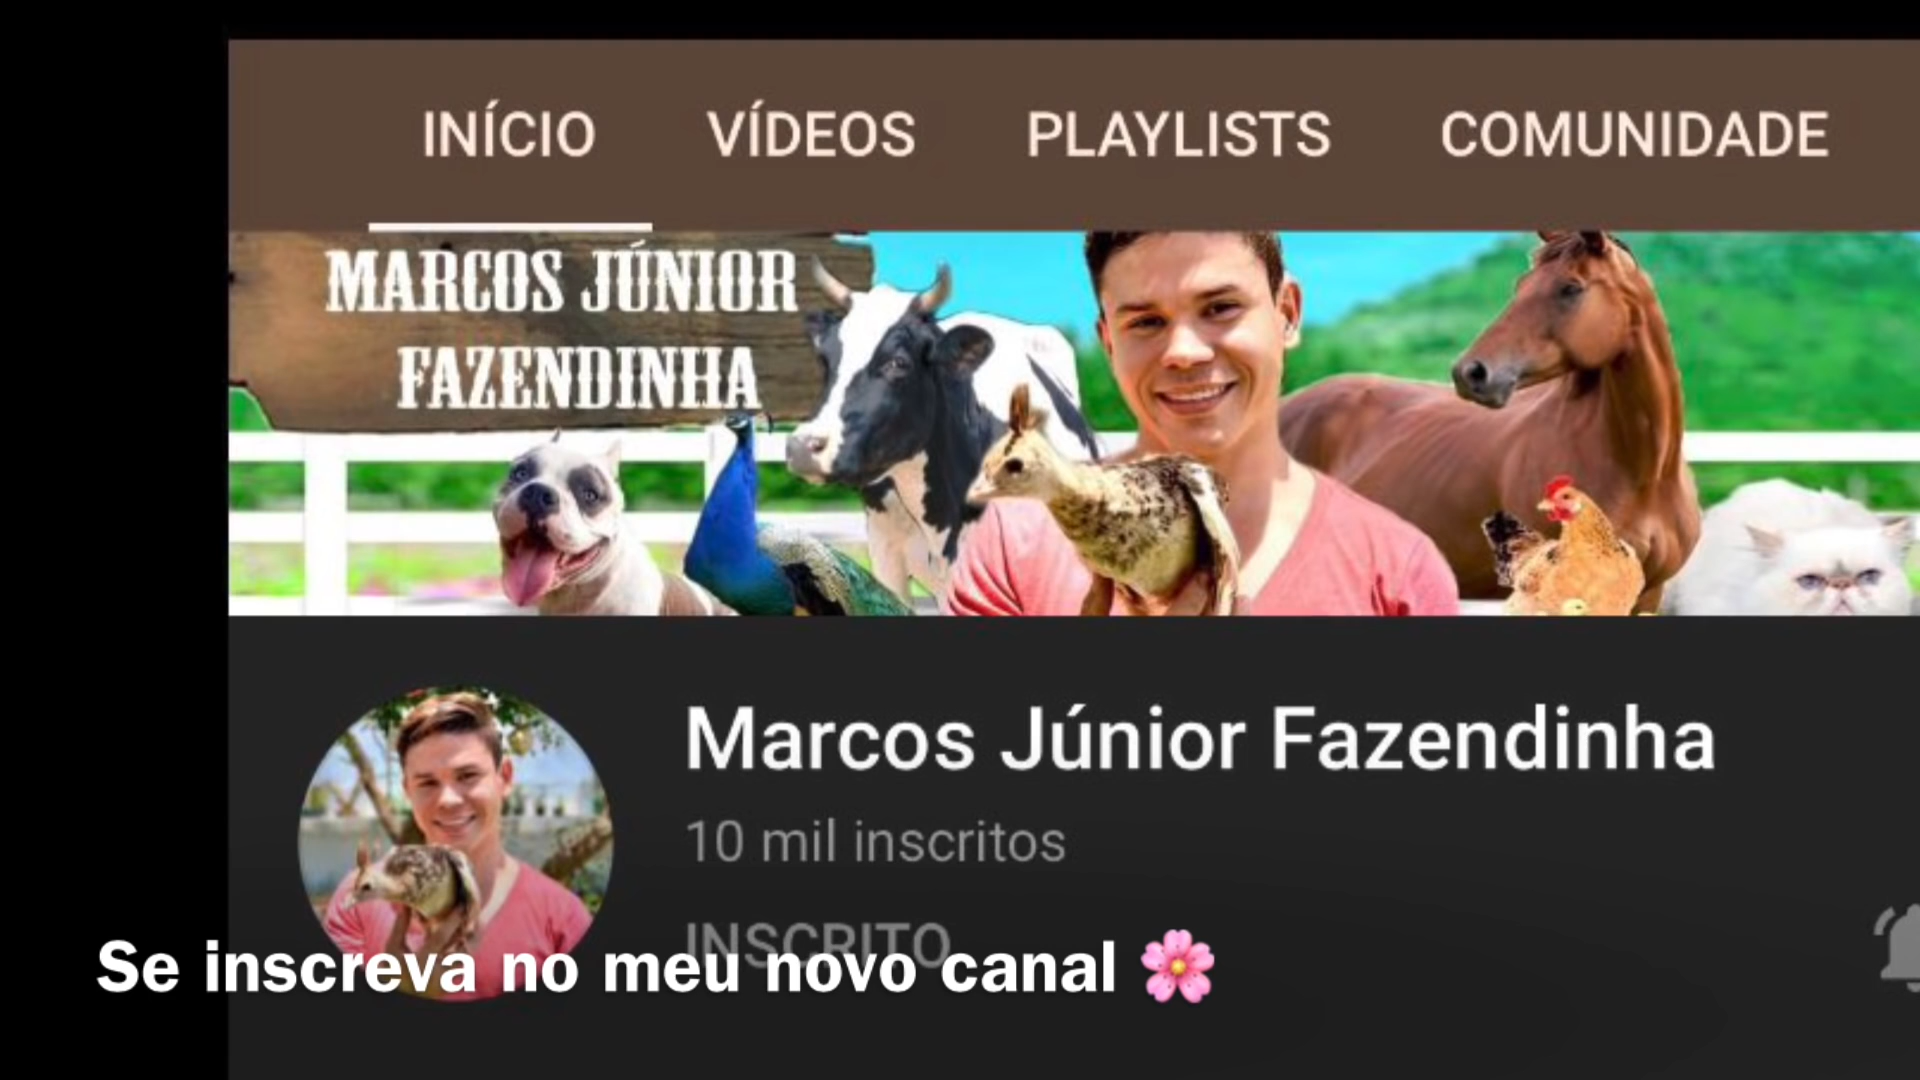 INÍCIO VÍDEOS PLAYLISTS COMUNIDADE
MARCOS JÚNIOR
FAZENDINHA
Marcos Júnior Fazendinha
10 mil inscritos
INSCRITO
Se inscreva no meu novo canal 🌸